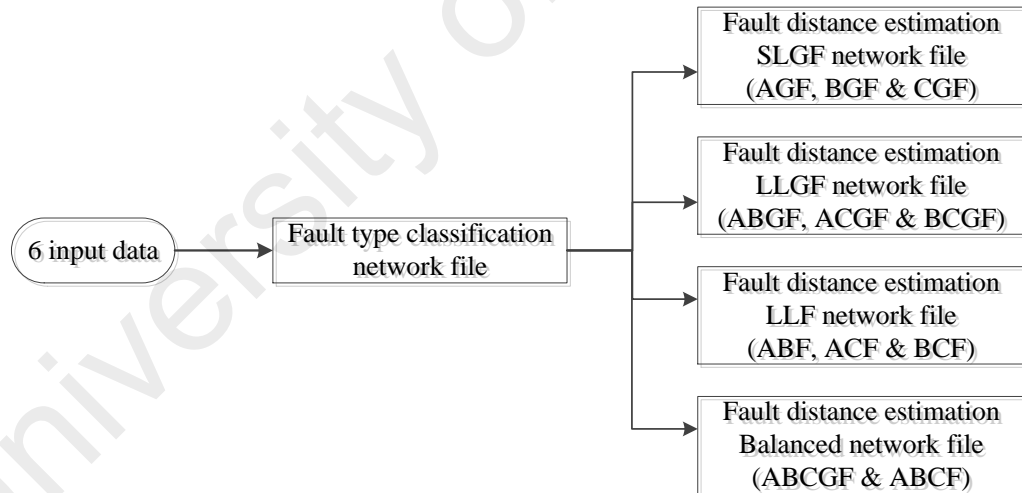 Fault distance estimation
SLGF network file
(AGF, BGF & CGF)
Fault distance estimation
LLGF network file
(ABGF, ACGF & BCGF)
6 input data
Fault type classification
network file
Fault distance estimation
LLF network file
(ABF, ACF & BCF)
Fault distance estimation
Balanced network file
(ABCGF & ABCF)
university o